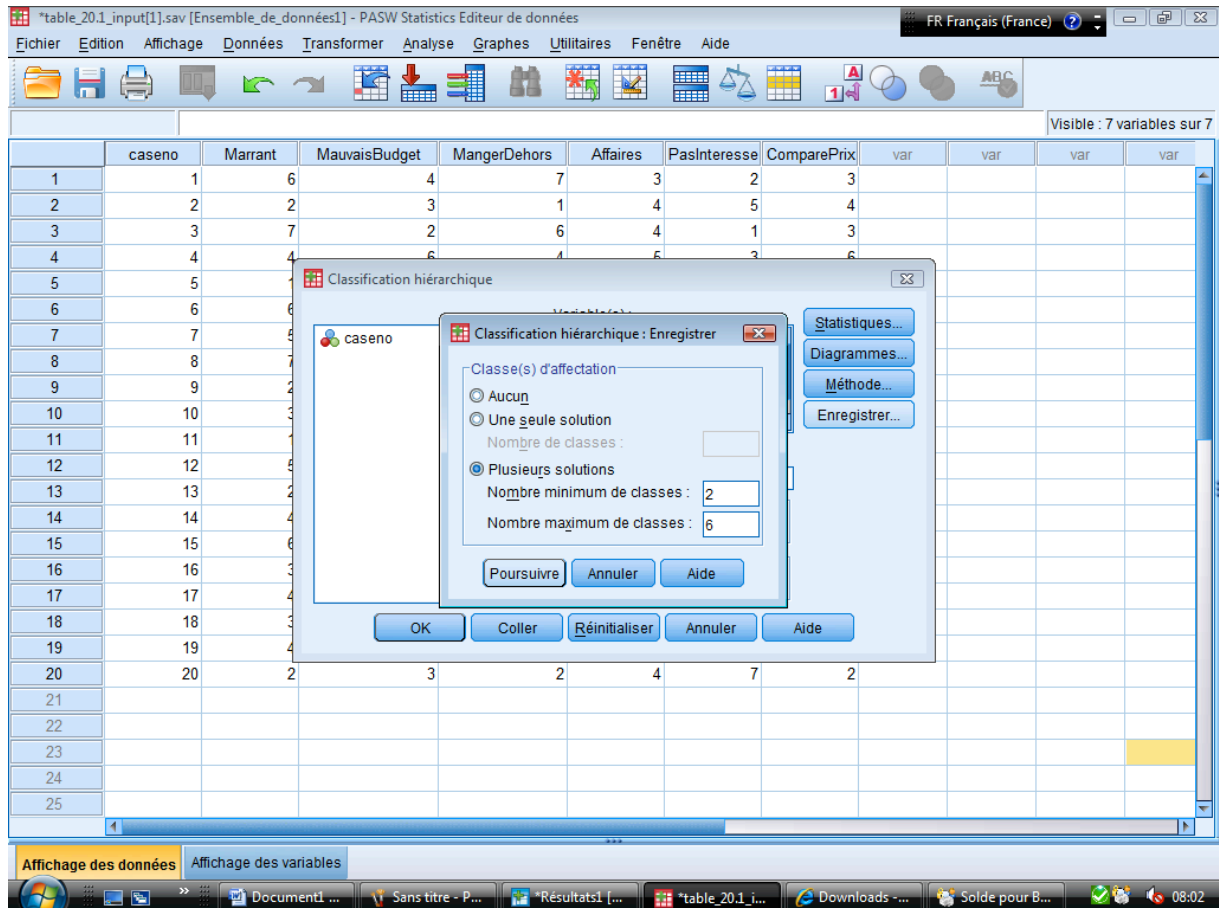 *table_20.1_input[1].sav [Ensemble_de_données1] - PASW Statistics Editeur de données
FR Français (France)
Fichier Edition Affichage Données Transformer Analyse Graphes Utilitaires Fenêtre Aide
Visible : 7 variables sur 7
caseno Marrant MauvaisBudget MangerDehors Affaires PasInteresse ComparePrix var var var var
1 1 6 4 7 3 2 3
2 2 2 3 1 4 5 4
3 3 7 2 6 4 1 3
4 4 4 6 4 5 3 6
5 5
6 6
7 7
8 8
9 9
10 10
11 11
12 12
13 13
14 14
15 15
16 16
17 17
18 18
19 19
20 20 2 3 2 4 7 2
21
22
23
24
25
Classification hiérarchique
caseno
Statistiques...
Diagrammes...
Méthode...
Enregistrer...
Classification hiérarchique : Enregistrer
Classe(s) d'affectation
Aucun
Une seule solution
Nombre de classes :
Plusieurs solutions
Nombre minimum de classes : 2
Nombre maximum de classes : 6
Poursuivre Annuler Aide
OK Coller Réinitialiser Annuler Aide
Affichage des données Affichage des variables
Document1 ... Sans titre - P... *Résultats1 [... *table_20.1_i... Downloads -... Solde pour B... 08:02